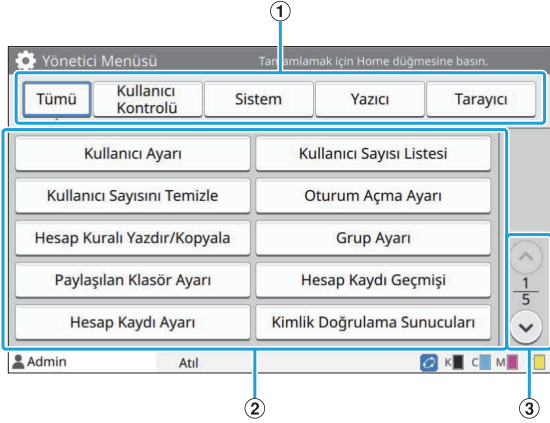 ①
Yönetici Menüsü
Tamamlamak için Home düğmesine basın.
Tümü
Kullanıcı
Kontrolü
Sistem
Yazıcı
Tarayıcı
Kullanıcı Ayarı
Kullanıcı Sayısı Listesi
Kullanıcı Sayısını Temizle
Oturum Açma Ayarı
Hesap Kuralı Yazdır/Kopyala
Grup Ayarı
Paylaşılan Klasör Ayarı
Hesap Kaydı Geçmişi
Hesap Kaydı Ayarı
Kimlik Doğrulama Sunucuları
1
5
Admin
Atıl
K C M
② ③